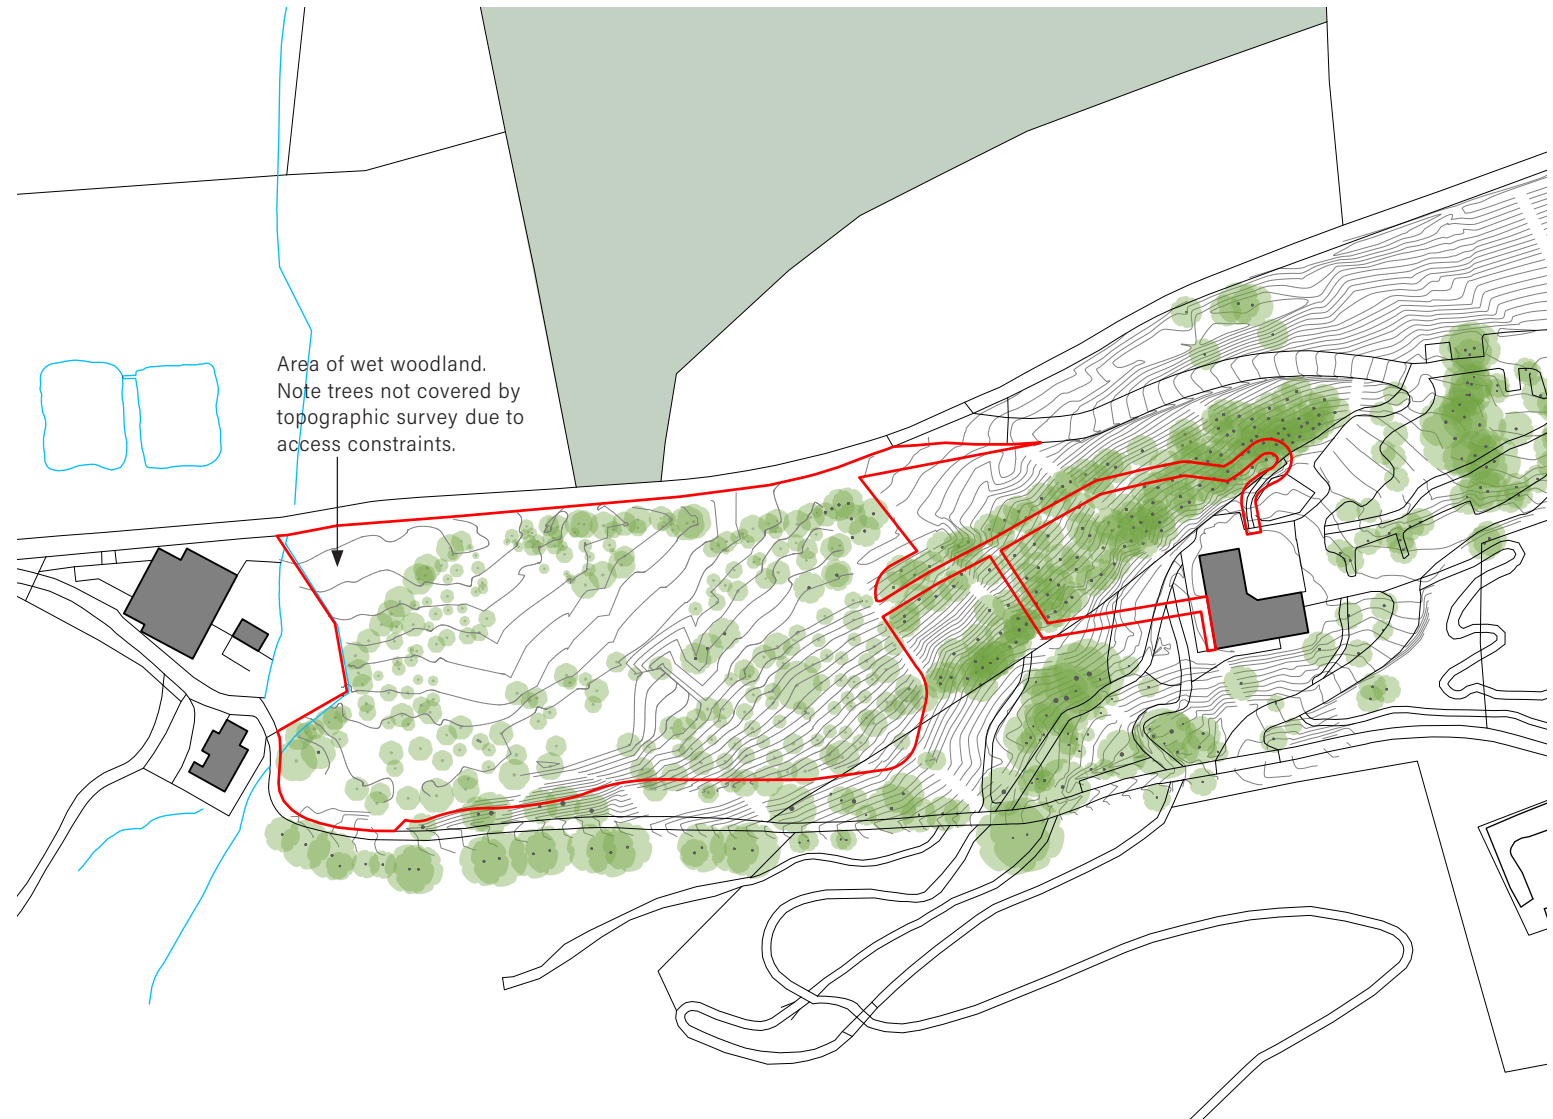 Area of wet woodland.
Note trees not covered by
topographic survey due to
access constraints.